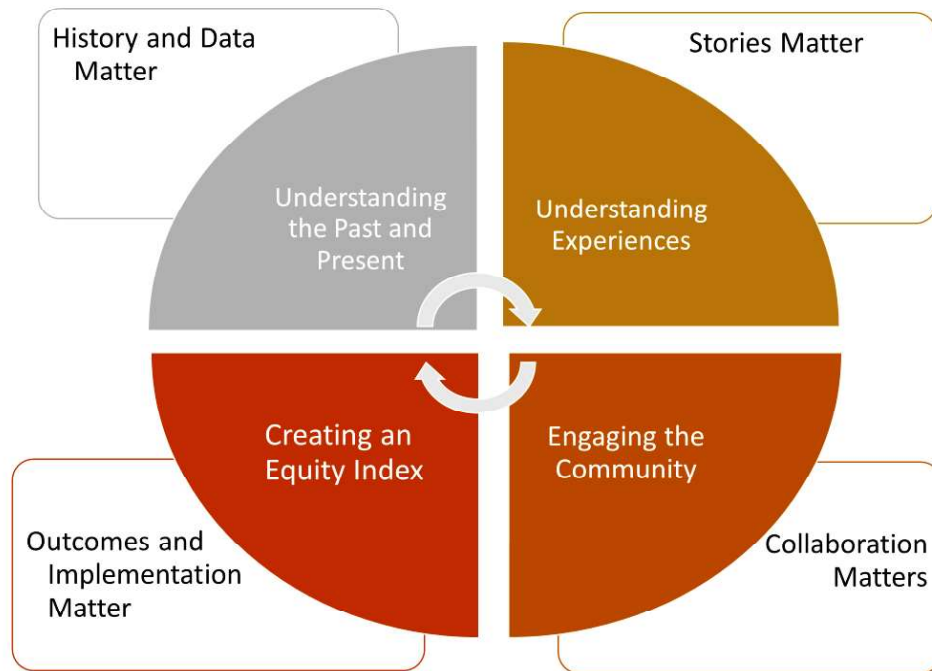 History and Data
Matter
Stories Matter
Understanding
the Past and
Present
Understanding
Experiences
Creating an
Equity Index
Engaging the
Community
Outcomes and
Implementation
Matter
Collaboration
Matters